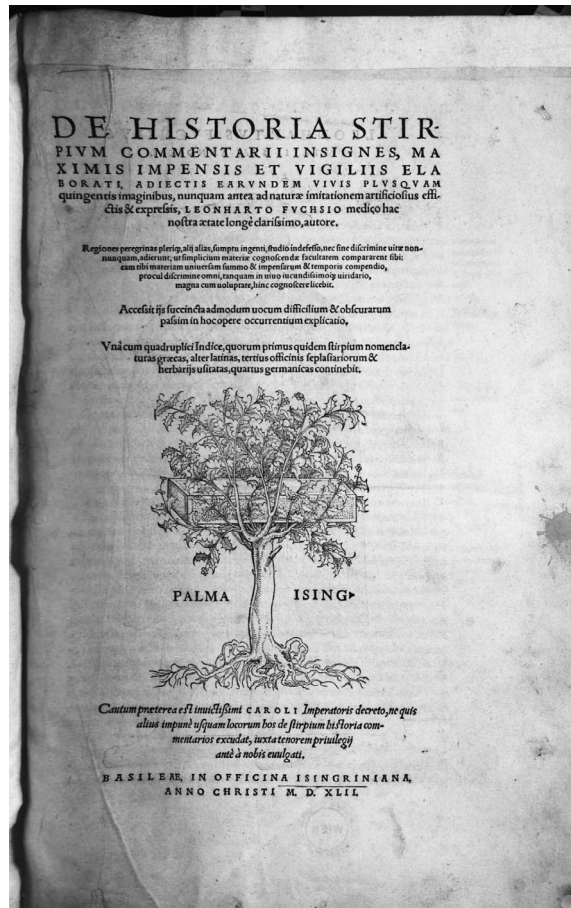 DE HISTORIA STIR
PIVM COMMENTARII INSIGNES, MA
XIMIS IMPENSIS ET VIGILIIS ELA
BORATI, ADIECTIS EARVNDEM VIVIS PLVSQVAM
quingentis imaginibus, nunquam antea ad naturæ imitationem artificiosius effi-
ctis & expressis, LEONHARTO FVCHSIO medico hac
nostra ætate longè clarissimo, autore.
Regiones peregrinas pleriq;, alij alias, sumptu ingenti, studio indefesso, nec sine discrimine uitæ non-
nunquam, adierunt, ut simplicium materiæ cognoscendæ facultatem compararent sibi:
eam tibi materiam uniuersam summo & impensarum & temporis compendio,
procul discrimine omni, tanquam in uiuo iucundissimoq; uiridario,
magna cum uoluptate, hinc cognoscere licebit.
Accessit ijs succincta admodum uocum difficilium & obscurarum
passim in hoc opere occurrentium explicatio.
Vnà cum quadruplici Indice, quorum primus quidem stirpium nomencla-
turas græcas, alter latinas, tertius officinis seplasiariorum &
herbarijs usitatas, quartus germanicas continebit.
PALMA ISING▸
Cautum præterea est inuictissimi CAROLI Imperatoris decreto, ne quis
alius impunè usquam locorum hos de stirpium historia com-
mentarios excudat, iuxta tenorem priuilegij
antè à nobis euulgati.
BASILEAE, IN OFFICINA ISINGRINIANA,
ANNO CHRISTI M. D. XLII.
WIEN